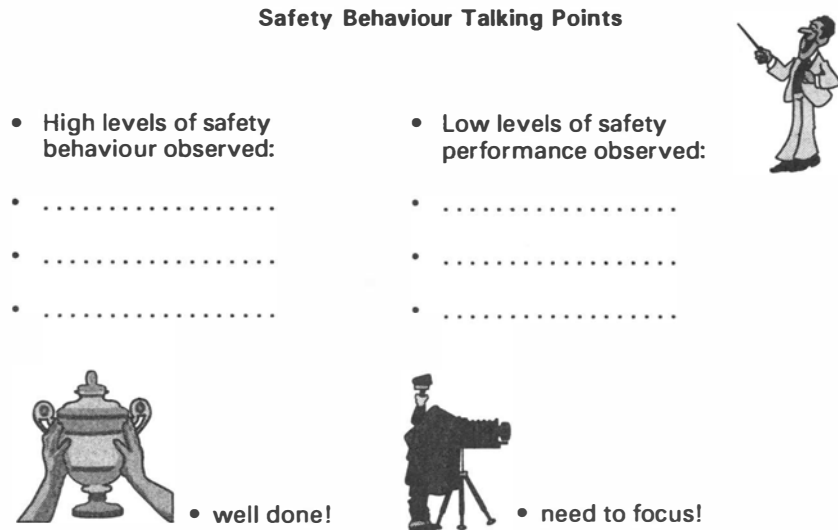 Safety Behaviour Talking Points
• High levels of safety
behaviour observed:
• ..................
• ..................
• ..................
• well done!
• Low levels of safety
performance observed:
• ..................
• ..................
• ..................
• need to focus!